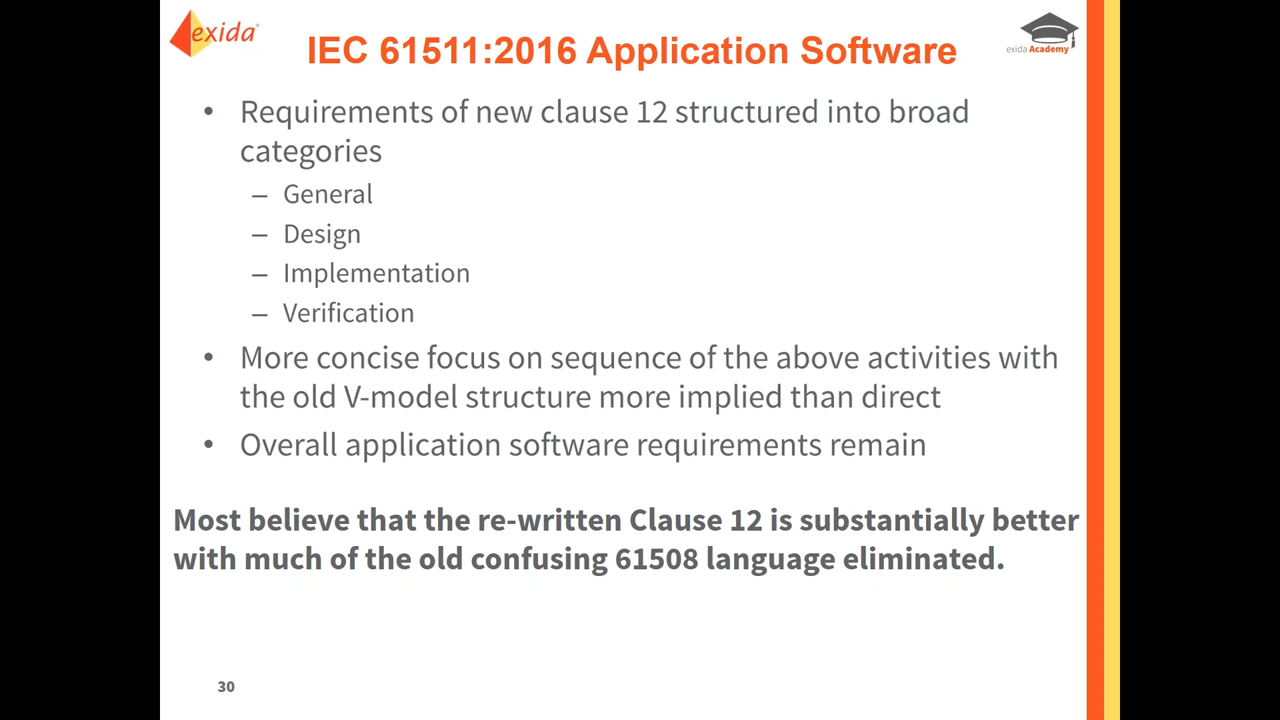 exida
IEC 61511:2016 Application Software
exida Academy
• Requirements of new clause 12 structured into broad
categories
– General
– Design
– Implementation
– Verification
• More concise focus on sequence of the above activities with
the old V-model structure more implied than direct
• Overall application software requirements remain
Most believe that the re-written Clause 12 is substantially better
with much of the old confusing 61508 language eliminated.
30